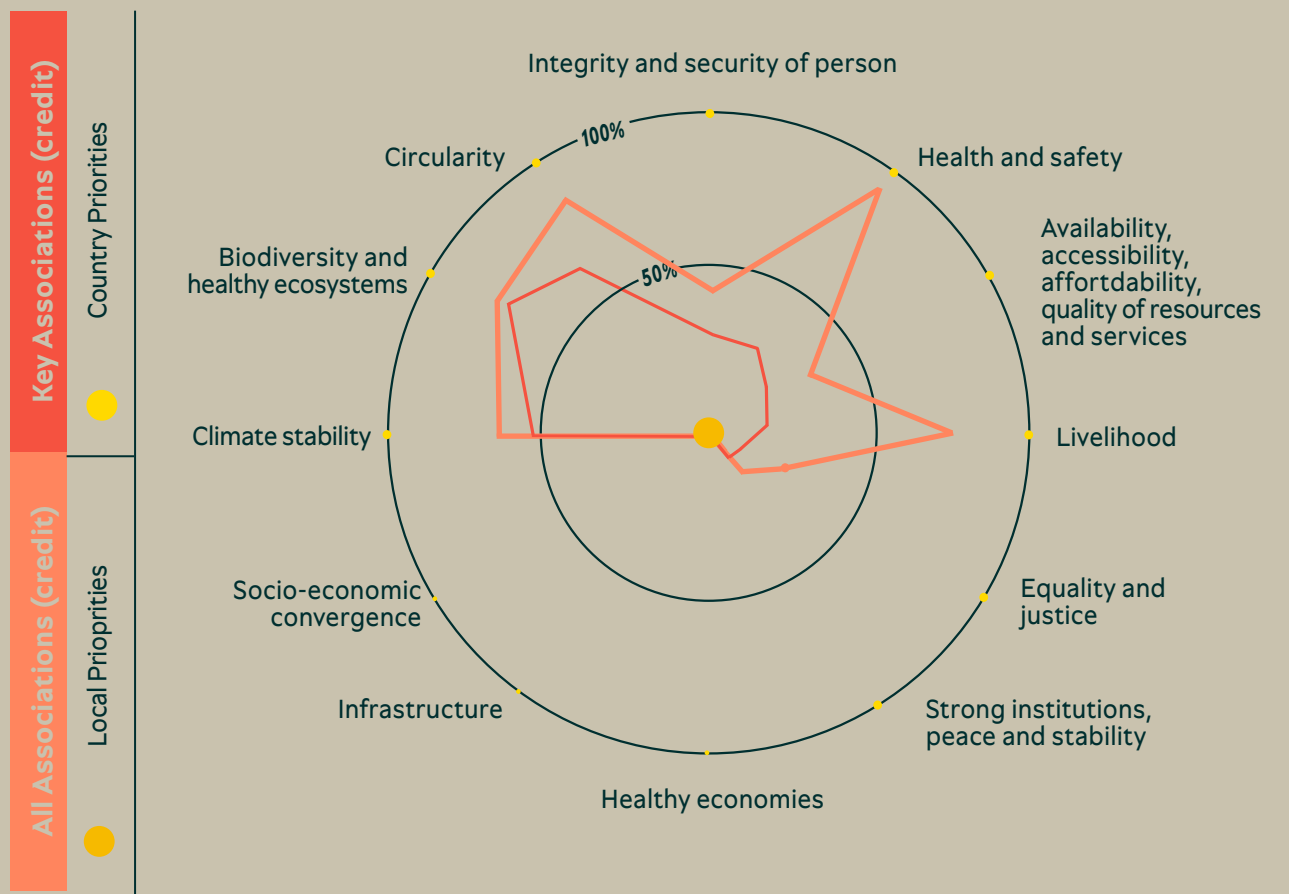 Key Associations (credit)
Country Priorities
All Associations (credit)
Local Prioprities
Integrity and security of person
100%
Circularity
Health and safety
Availability,
accessibility,
affortdability,
quality of resources
and services
Biodiversity and
healthy ecosystems
50%
Climate stability
Livelihood
Socio-economic
convergence
Equality and
justice
Infrastructure
Strong institutions,
peace and stability
Healthy economies